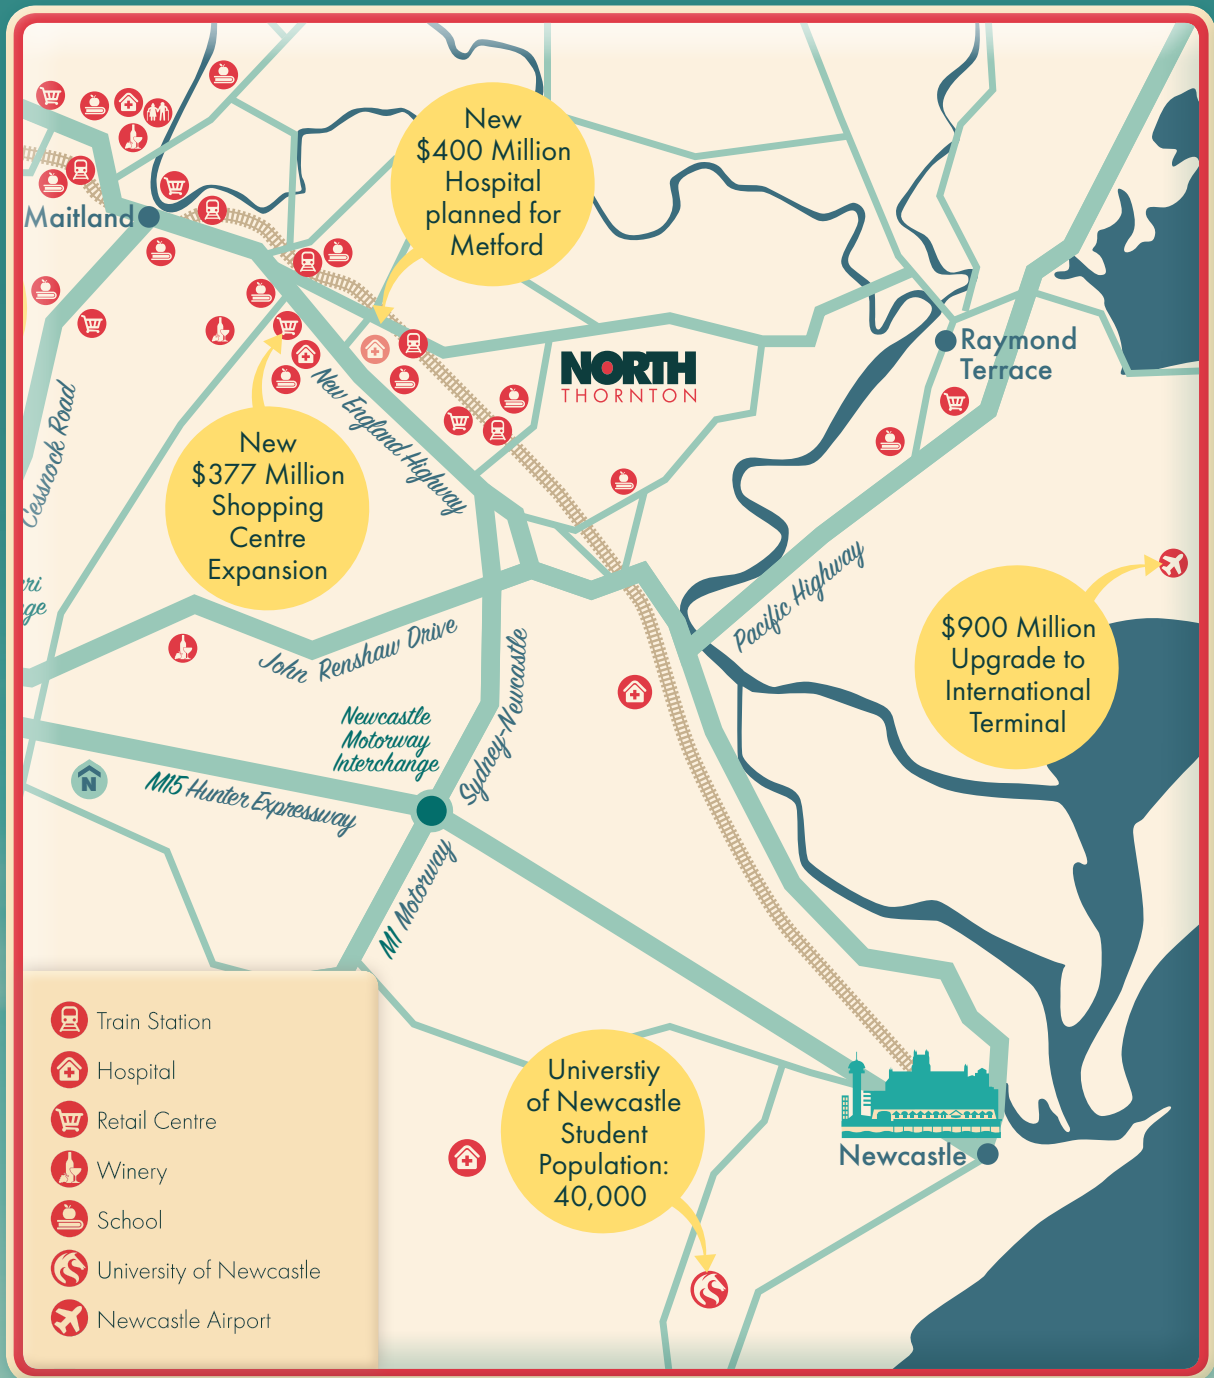 New
$400 Million
Hospital
planned for
Metford
Maitland
Raymond
Terrace
NORTH
THORNTON
New England Highway
Cessnock Road
New
$377 Million
Shopping
Centre
Expansion
Pacific Highway
ri
ge
$900 Million
Upgrade to
International
Terminal
John Renshaw Drive
Sydney-Newcastle
Newcastle
Motorway
Interchange
N
M15 Hunter Expressway
M1 Motorway
Train Station
Hospital
Retail Centre
Winery
School
University of Newcastle
Newcastle Airport
Universtiy
of Newcastle
Student
Population:
40,000
Newcastle